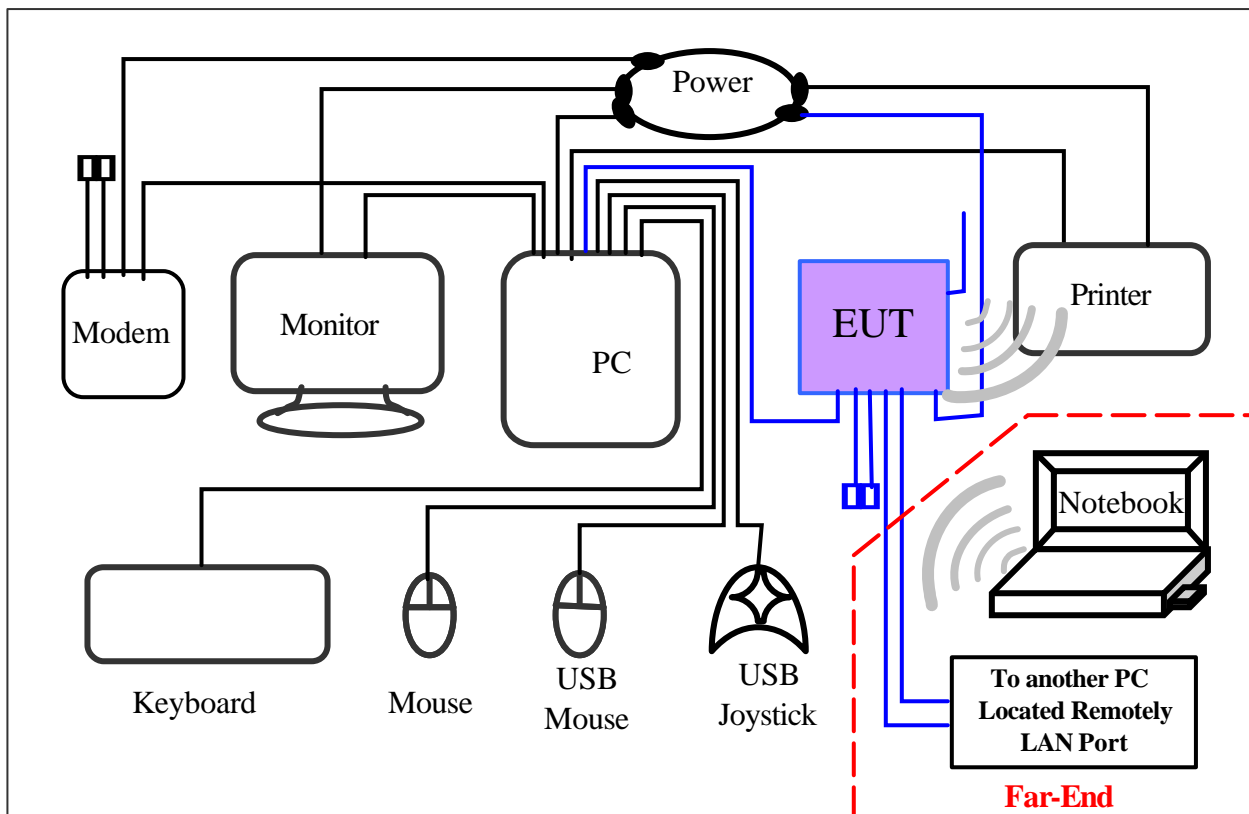 Power
Modem
Monitor
PC
EUT
Printer
Notebook
Keyboard
Mouse
USB
Mouse
USB
Joystick
To another PC
Located Remotely
LAN Port
Far-End